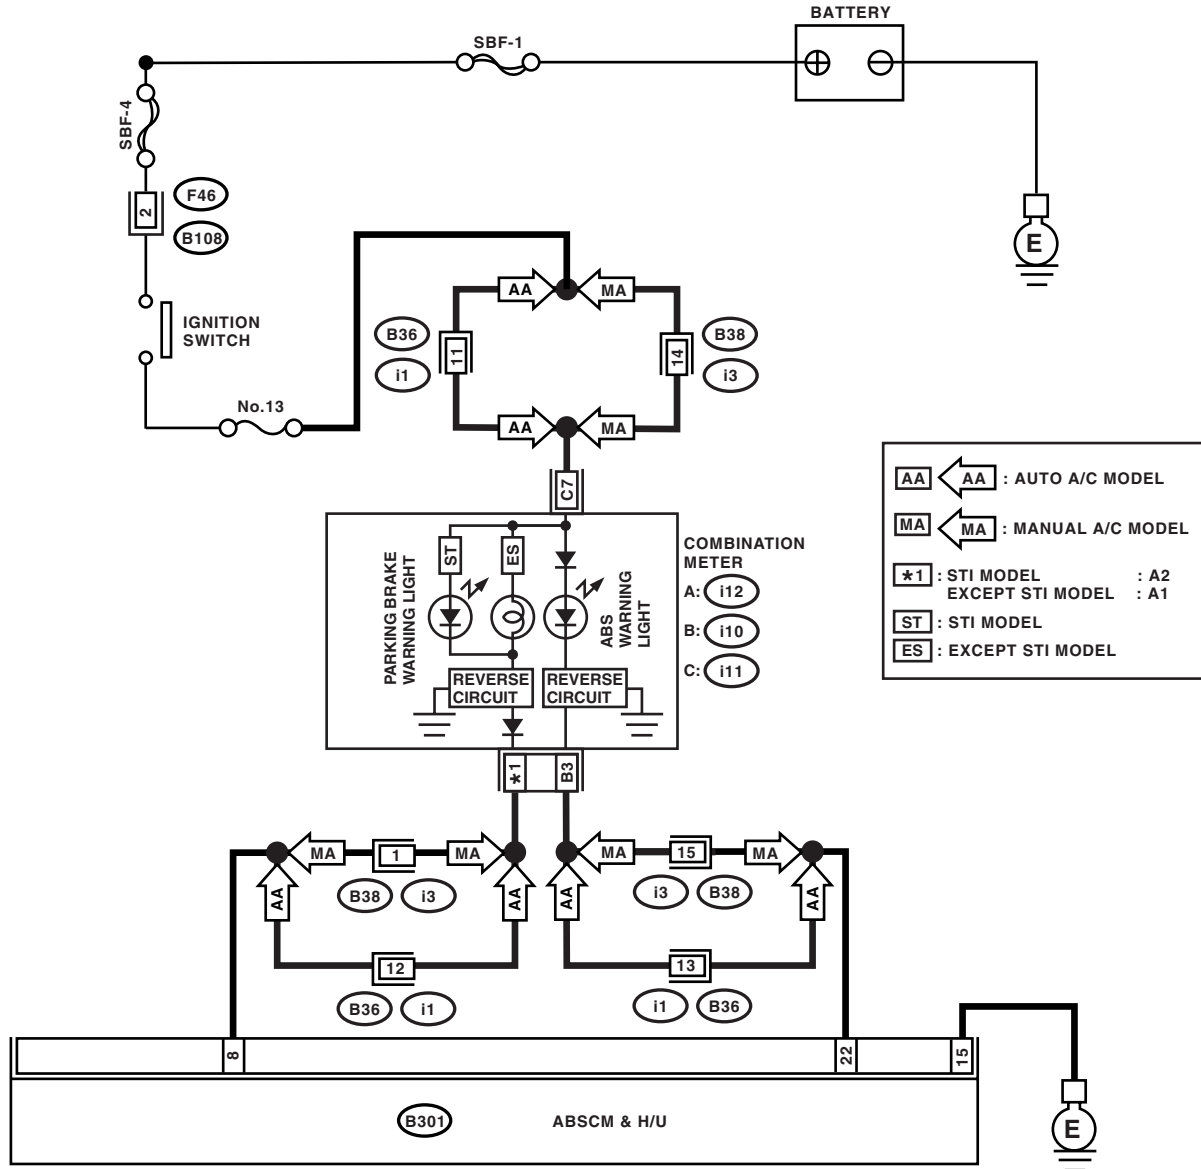 BATTERY
SBF-1
SBF-4
2
F46
B108
E
IGNITION
SWITCH
No.13
AA
MA
B36
i1
11
14
B38
i3
AA
MA
C7
AA
AA
: AUTO A/C MODEL
MA
MA
: MANUAL A/C MODEL
*1
: STI MODEL : A2
EXCEPT STI MODEL : A1
ST
: STI MODEL
ES
: EXCEPT STI MODEL
PARKING BRAKE
WARNING LIGHT
ST
ES
ABS
WARNING
LIGHT
COMBINATION
METER
A: i12
B: i10
C: i11
REVERSE
CIRCUIT
REVERSE
CIRCUIT
*1
B3
MA
1
MA
MA
15
MA
B38
i3
i3
B38
AA
AA
AA
AA
12
13
B36
i1
i1
B36
8
22
15
B301
ABSCM & H/U
E